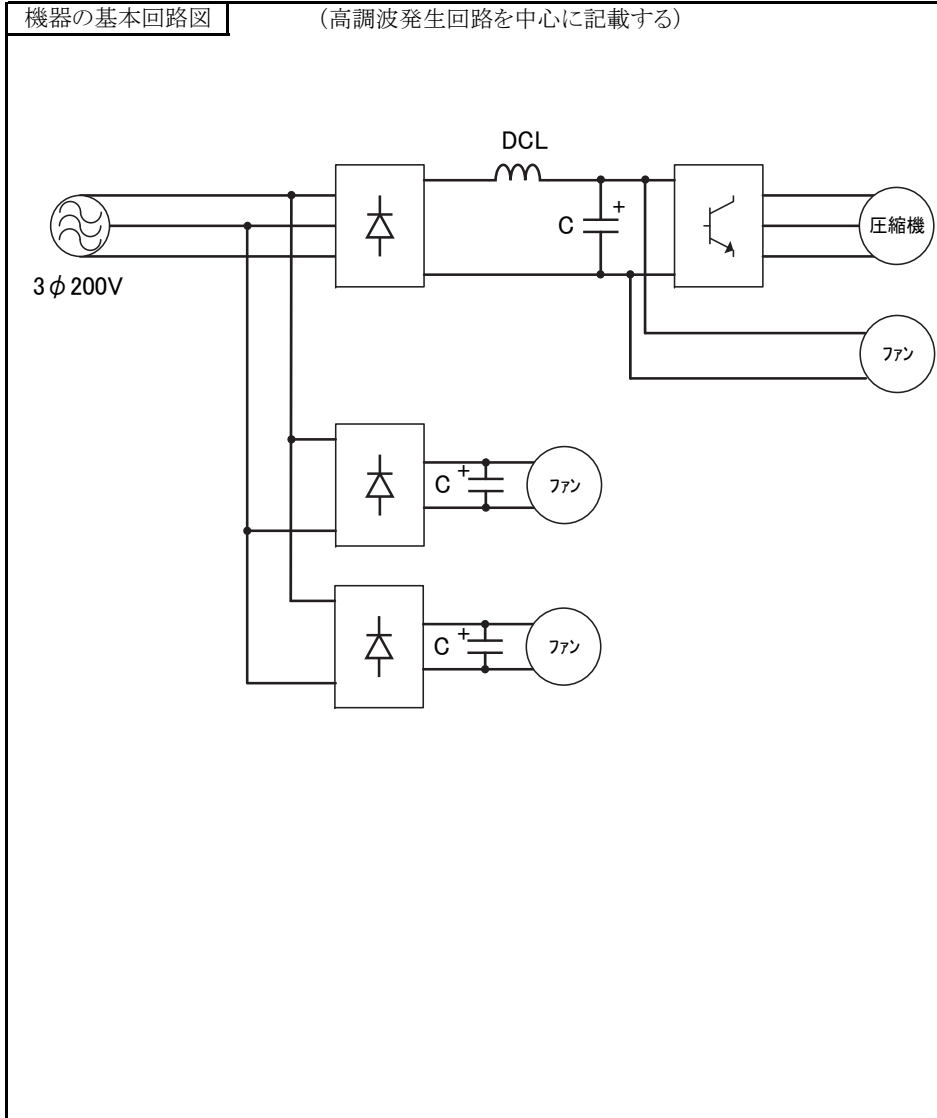 機器の基本回路図 (高調波発生回路を中心に記載する)
DCL
C +
圧縮機
3φ200V
ファン
C + ファン
C + ファン